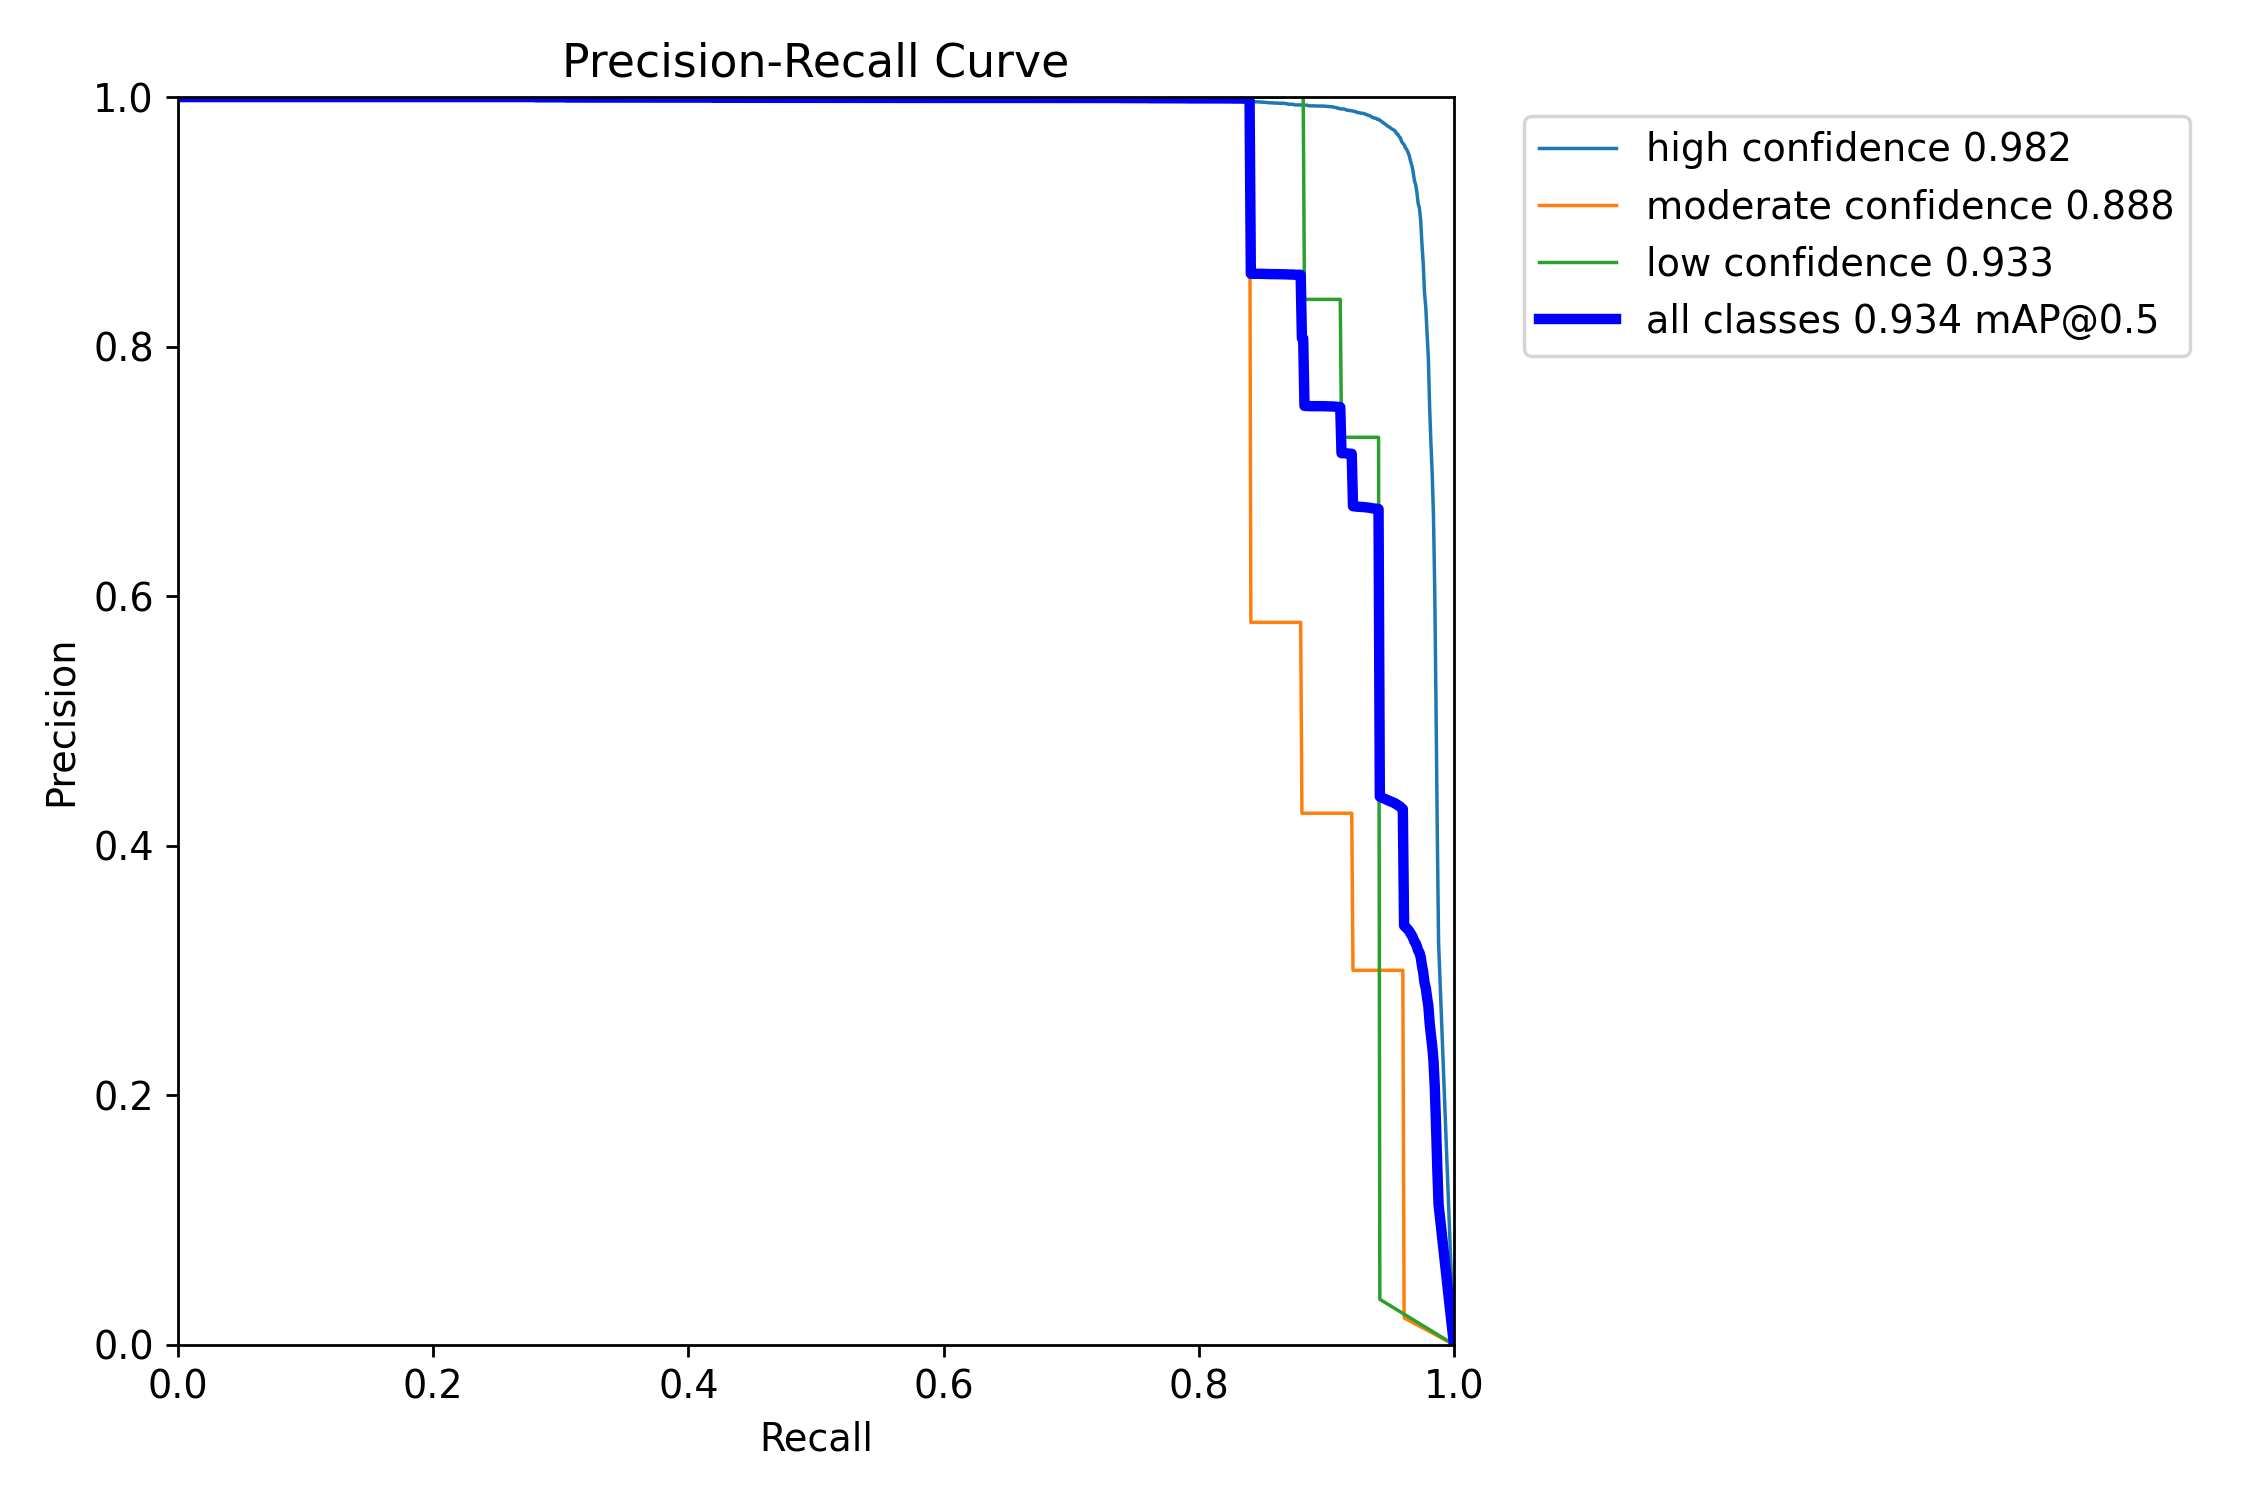 Precision-Recall Curve
1.0
0.8
0.6
0.4
0.2
0.0
Precision
0.0 0.2 0.4 0.6 0.8 1.0
Recall
high confidence 0.982
moderate confidence 0.888
low confidence 0.933
all classes 0.934 mAP@0.5